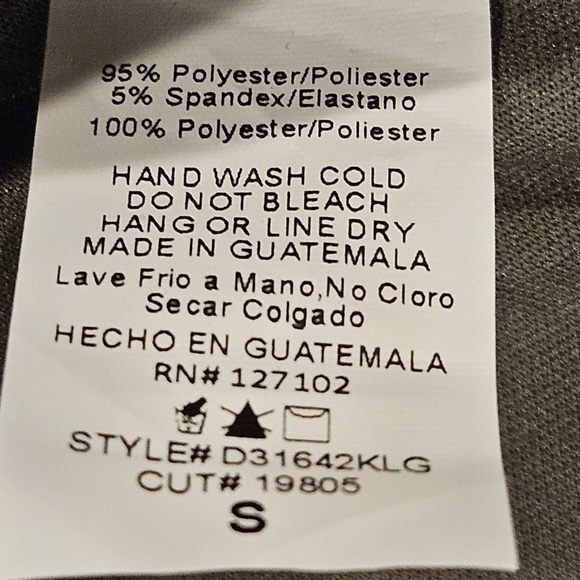 95% Polyester/Poliester
5% Spandex/Elastano
100% Polyester/Poliester
HAND WASH COLD
DO NOT BLEACH
HANG OR LINE DRY
MADE IN GUATEMALA
Lave Frio a Mano,No Cloro
Secar Colgado
HECHO EN GUATEMALA
RN# 127102
STYLE# D31642KLG
CUT# 19805
S